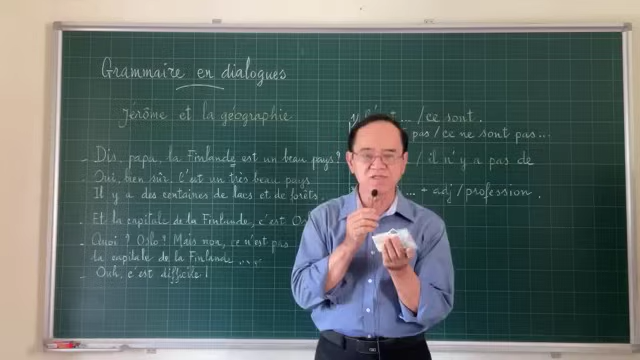 Grammaire en dialogues
Jérôme et la géographie
... / ce sont.
pas / ce ne sont pas ...
- Dis, papa, la Finlande est un beau pays ?
/ il n'y a pas de
- Oui, bien sûr. C'est un très beau pays
Il y a des centaines de lacs et de forêts.
... + adj / profession.
- Et la capitale de la Finlande, c'est
- Quoi ? Oslo ? Mais non, ce n'est pas
la capitale de la Finlande
- Ouh, c'est difficile !